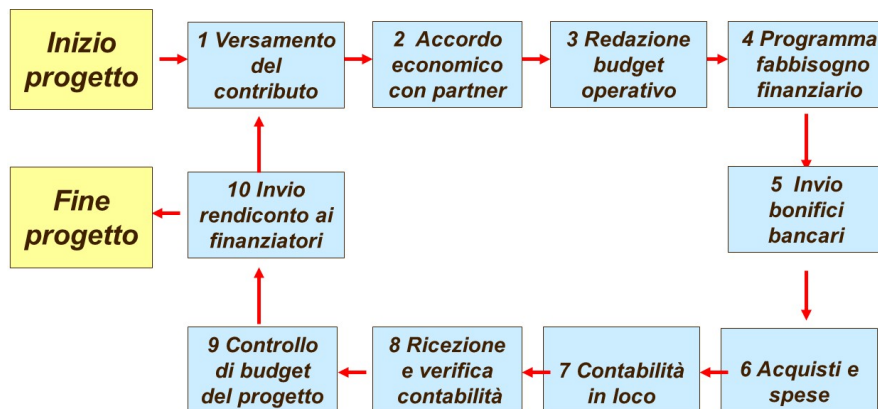 Inizio
progetto
1 Versamento
del
contributo
2 Accordo
economico
con partner
3 Redazione
budget
operativo
4 Programma
fabbisogno
finanziario
5 Invio
bonifici
bancari
6 Acquisti e
spese
7 Contabilità
in loco
8 Ricezione
e verifica
contabilità
9 Controllo
di budget
del progetto
10 Invio
rendiconto ai
finanziatori
Fine
progetto